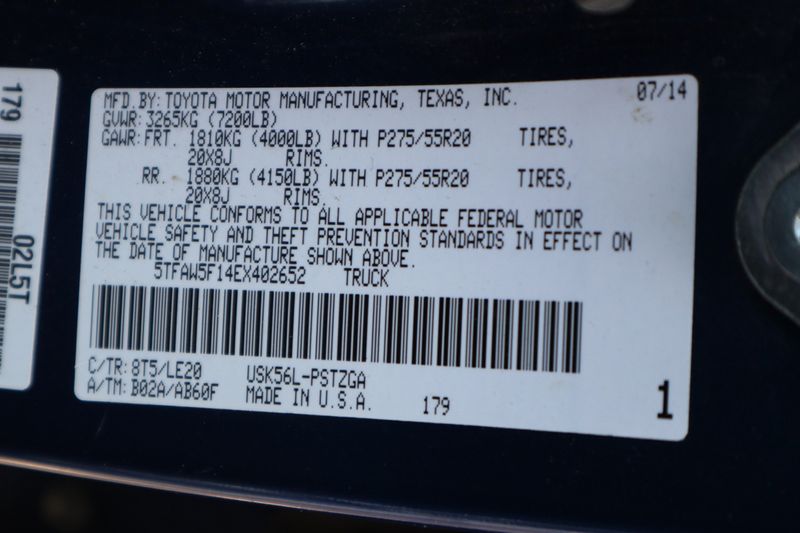 MFD.BY: TOYOTA MOTOR MANUFACTURING, TEXAS, INC. 07/14
GVWR: 3265KG (7200LB)
GAWR: FRT. 1810KG (4000LB) WITH P275/55R20 TIRES,
20X8J RIMS.
RR. 1880KG (4150LB) WITH P275/55R20 TIRES,
20X8J RIMS.
THIS VEHICLE CONFORMS TO ALL APPLICABLE FEDERAL MOTOR
VEHICLE SAFETY AND THEFT PREVENTION STANDARDS IN EFFECT ON
THE DATE OF MANUFACTURE SHOWN ABOVE.
5TFAW5F14EX402652 TRUCK
C/TR: 8T5/LE20 USK56L-PSTZGA
A/TM: B02A/AB60F MADE IN U.S.A. 179 1
179
02L5T